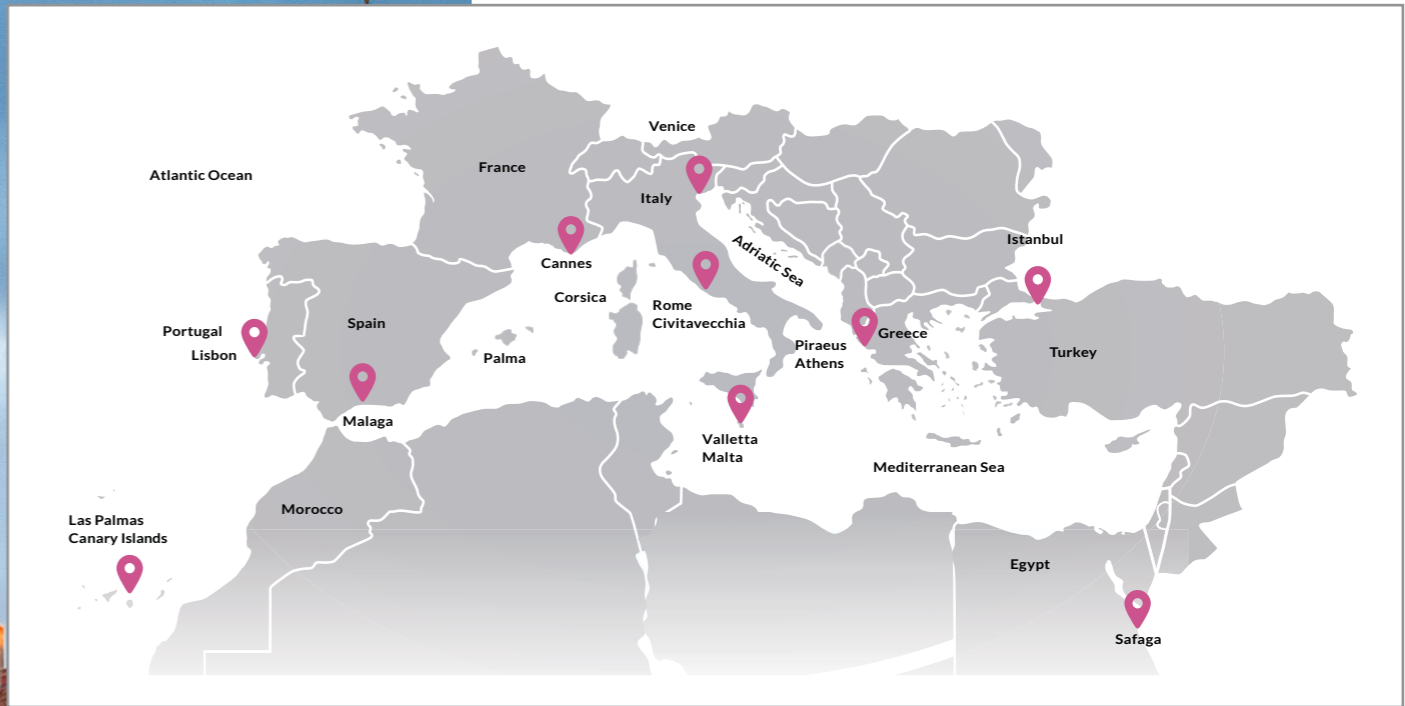 Venice
France
Atlantic Ocean
Italy
Istanbul
Adriatic Sea
Cannes
Corsica
Rome
Civitavecchia
Spain
Portugal
Lisbon
Greece
Piraeus
Athens
Turkey
Palma
Malaga
Valletta
Malta
Mediterranean Sea
Morocco
Las Palmas
Canary Islands
Egypt
Safaga